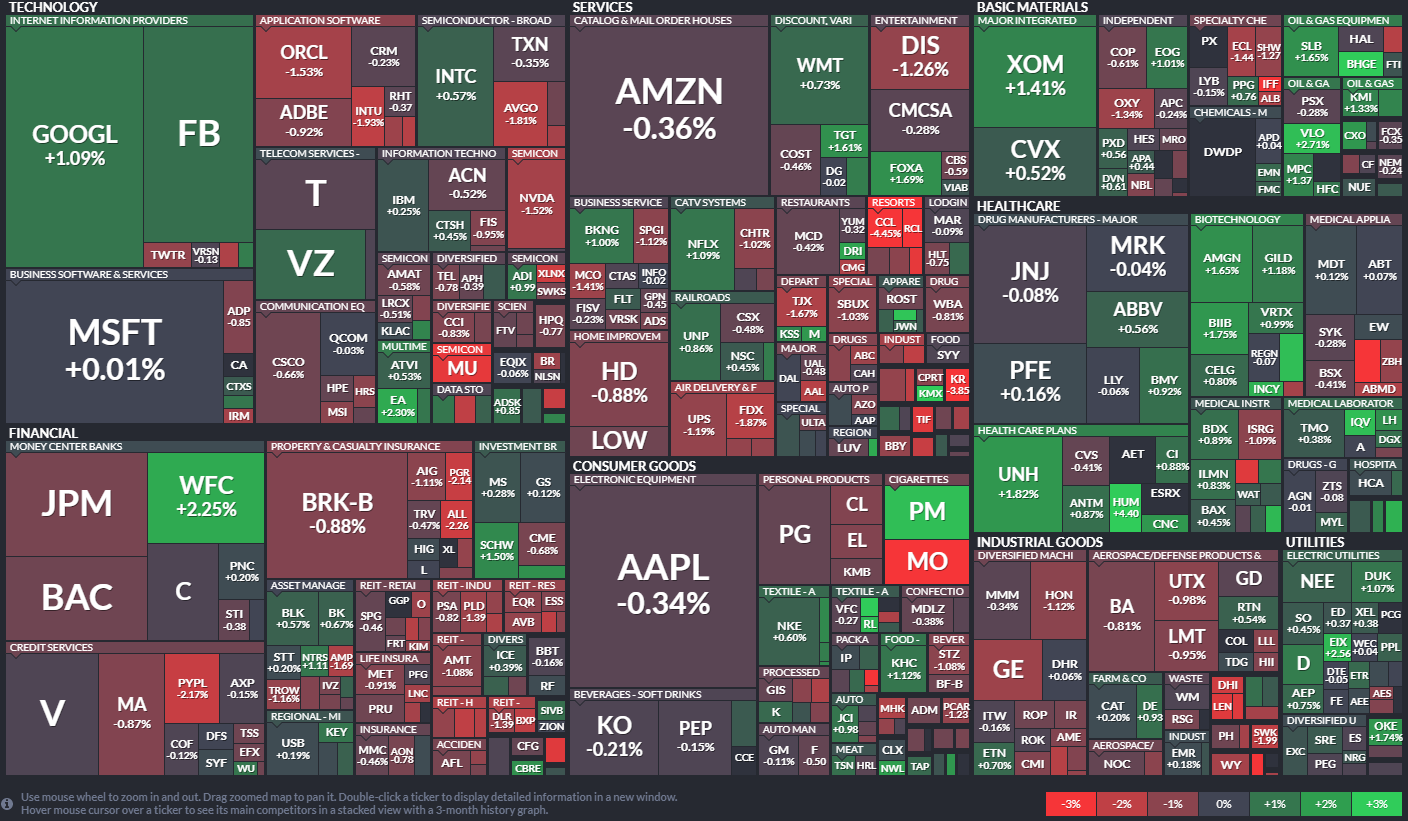 TECHNOLOGY
INTERNET INFORMATION PROVIDERS
GOOGL
+1.09%
FB
TWTR
VRSN
-0.13
APPLICATION SOFTWARE
ORCL
-1.53%
CRM
-0.23%
ADBE
-0.92%
INTU
-1.93%
RHT
-0.37
SEMICONDUCTOR - BROAD
INTC
+0.57%
TXN
-0.35%
AVGO
-1.81%
TELECOM SERVICES -
T
VZ
INFORMATION TECHNO
IBM
+0.25%
ACN
-0.52%
CTSH
+0.45%
FIS
-0.95%
SEMICON
NVDA
-1.52%
BUSINESS SOFTWARE & SERVICES
MSFT
+0.01%
ADP
-0.85
CA
CTXS
IRM
COMMUNICATION EQ
CSCO
-0.66%
QCOM
-0.03%
HPE
HRS
MSI
SEMICON
AMAT
-0.58%
LRCX
-0.51%
KLAC
DIVERSIFIED
TEL
-0.78
APH
-0.39
SEMICON
ADI
+0.99
XLNX
SWKS
DIVERSIFIE
CCI
-0.83%
SCIEN
FTV
HPQ
-0.77
MULTIME
ATVI
+0.53%
EA
+2.30%
SEMICON
MU
EQIX
-0.06%
BR
NLSN
DATA STO
ADSK
+0.85
FINANCIAL
MONEY CENTER BANKS
JPM
WFC
+2.25%
BAC
C
PNC
+0.20%
STI
-0.38
CREDIT SERVICES
V
MA
-0.87%
PYPL
-2.17%
AXP
-0.15%
COF
-0.12%
DFS
SYF
TSS
EFX
WU
PROPERTY & CASUALTY INSURANCE
BRK-B
-0.88%
AIG
-1.11%
PGR
-2.14
TRV
-0.47%
ALL
-2.26
HIG
XL
L
INVESTMENT BR
MS
+0.28%
GS
+0.12%
SCHW
+1.50%
CME
-0.68%
ASSET MANAGE
BLK
+0.57%
BK
+0.67%
STT
+0.20%
NTRS
+1.11
AMP
-1.69
TROW
-1.16%
IVZ
REGIONAL - MI
USB
+0.19%
KEY
REIT - RETAI
SPG
-0.46
GGP
O
FRT
KIM
LIFE INSURA
MET
-0.91%
PFG
LNC
PRU
INSURANCE
MMC
-0.46%
AON
-0.78
REIT - INDU
PSA
-0.82
PLD
-1.39
REIT - RES
EQR
ESS
AVB
REIT -
AMT
-1.08%
DIVERS
ICE
+0.39%
BBT
-0.16%
RF
REIT - H
REIT -
DLR
-1.39
BXP
SIVB
ZION
ACCIDEN
AFL
CFG
CBRE
SERVICES
CATALOG & MAIL ORDER HOUSES
AMZN
-0.36%
DISCOUNT, VARI
WMT
+0.73%
COST
-0.46%
TGT
+1.61%
DG
-0.02
ENTERTAINMENT
DIS
-1.26%
CMCSA
-0.28%
FOXA
+1.69%
CBS
-0.59
VIAB
BUSINESS SERVICE
BKNG
+1.00%
SPGI
-1.12%
MCO
-1.41%
CTAS
INFO
-0.02
FLT
GPN
-0.45
FISV
-0.23%
VRSK
ADS
CATV SYSTEMS
NFLX
+1.09%
CHTR
-1.02%
RESTAURANTS
MCD
-0.42%
YUM
-0.32
DRI
CMG
RESORTS
CCL
-4.45%
RCL
LODGIN
MAR
-0.09%
HLT
-0.75
RAILROADS
UNP
+0.86%
CSX
-0.48%
NSC
+0.45%
DEPART
TJX
-1.67%
KSS
M
SPECIAL
SBUX
-1.03%
APPARE
ROST
JWN
DRUG
WBA
-0.81%
HOME IMPROVEM
HD
-0.88%
LOW
AIR DELIVERY & F
UPS
-1.19%
FDX
-1.87%
MAJOR
DAL
UAL
-0.48
AAL
DRUGS
ABC
CAH
INDUST
FOOD
SYY
AUTO P
AZO
AAP
CPRT
KMX
KR
-3.85
SPECIAL
ULTA
REGION
LUV
TIF
BBY
CONSUMER GOODS
ELECTRONIC EQUIPMENT
AAPL
-0.34%
PERSONAL PRODUCTS
PG
CL
EL
KMB
CIGARETTES
PM
MO
BEVERAGES - SOFT DRINKS
KO
-0.21%
PEP
-0.15%
CCE
TEXTILE - A
NKE
+0.60%
TEXTILE - A
VFC
-0.27
RL
CONFECTIO
MDLZ
-0.38%
PACKA
IP
FOOD -
KHC
+1.12%
BEVER
STZ
-1.08%
BF-B
PROCESSED
GIS
K
AUTO
JCI
+0.98
MHK
ADM
PCAR
-1.23
AUTO MAN
GM
-0.11%
F
-0.50
MEAT
TSN
HRL
CLX
NWL
TAP
BASIC MATERIALS
MAJOR INTEGRATED
XOM
+1.41%
CVX
+0.52%
INDEPENDENT
COP
-0.61%
EOG
+1.01%
OXY
-1.34%
APC
-0.24%
PXD
+0.56
HES
MRO
APA
+0.44
DVN
+0.61
NBL
SPECIALTY CHE
PX
ECL
-1.44
SHW
-1.27
LYB
-0.15%
PPG
+0.76
IFF
ALB
CHEMICALS - M
DWDP
APD
+0.04
EMN
FMC
OIL & GAS EQUIPMEN
SLB
+1.65%
HAL
BHGE
FTI
OIL & GA
PSX
-0.28%
VLO
+2.71%
MPC
+1.37
HFC
OIL & GAS
KMI
+1.33%
CXO
FCX
-0.35
CF
NEM
-0.24
NUE
HEALTHCARE
DRUG MANUFACTURERS - MAJOR
JNJ
-0.08%
MRK
-0.04%
ABBV
+0.56%
PFE
+0.16%
LLY
-0.06%
BMY
+0.92%
BIOTECHNOLOGY
AMGN
+1.65%
GILD
+1.18%
BIIB
+1.75%
VRTX
+0.99%
REGN
-0.07
CELG
+0.80%
INCY
MEDICAL APPLIA
MDT
+0.12%
ABT
+0.07%
SYK
-0.28%
EW
BSX
-0.41%
ZBH
ABMD
HEALTH CARE PLANS
UNH
+1.82%
CVS
-0.41%
AET
CI
+0.88%
ANTM
+0.87%
HUM
+4.40
ESRX
CNC
MEDICAL INSTR
BDX
+0.89%
ISRG
-1.09%
ILMN
+0.83%
WAT
BAX
+0.45%
MEDICAL LABORATOR
TMO
+0.38%
IQV
LH
DGX
A
DRUGS - G
AGN
-0.01
ZTS
-0.08
MYL
HOSPITA
HCA
INDUSTRIAL GOODS
DIVERSIFIED MACHI
MMM
-0.34%
HON
-1.12%
GE
DHR
+0.06%
ITW
-0.16%
ROP
IR
ROK
AME
ETN
+0.70%
CMI
AEROSPACE/DEFENSE PRODUCTS &
BA
-0.81%
UTX
-0.98%
GD
LMT
-0.95%
RTN
+0.54%
COL
LLL
TDG
HII
FARM & CO
CAT
+0.20%
DE
+0.93
WASTE
WM
RSG
DHI
LEN
AEROSPACE/
NOC
INDUST
EMR
+0.18%
PH
SWK
-1.99
WY
UTILITIES
ELECTRIC UTILITIES
NEE
DUK
+1.07%
SO
+0.45%
ED
+0.37
XEL
+0.38
PCG
D
EIX
+2.56
WEC
+0.04
PPL
DTE
-0.05
ETR
AEP
+0.75%
FE
AEE
AES
DIVERSIFIED U
EXC
SRE
ES
PEG
NRG
OKE
+1.74%
Use mouse wheel to zoom in and out. Drag zoomed map to pan it. Double-click a ticker to display detailed information in a new window.
Hover mouse cursor over a ticker to see its main competitors in a stacked view with a 3-month history graph.
-3%
-2%
-1%
0%
+1%
+2%
+3%